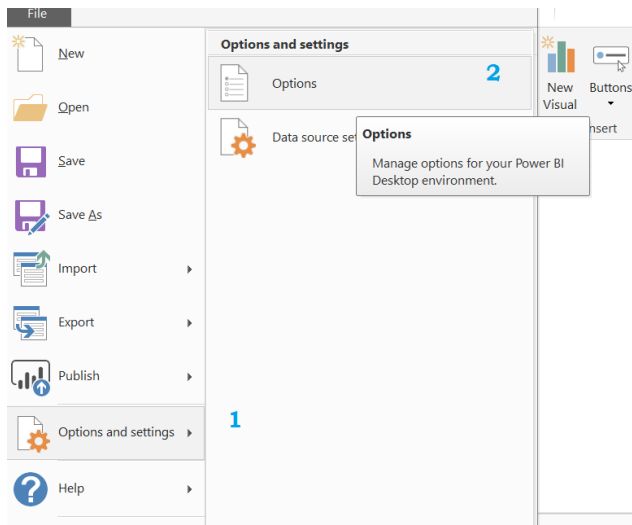 File
New
Open
Save
Save As
Import
Export
Publish
Options and settings
1
Help
Options and settings
Options
2
Data source se
Options
Manage options for your Power BI
Desktop environment.
New
Visual
Buttons
nsert